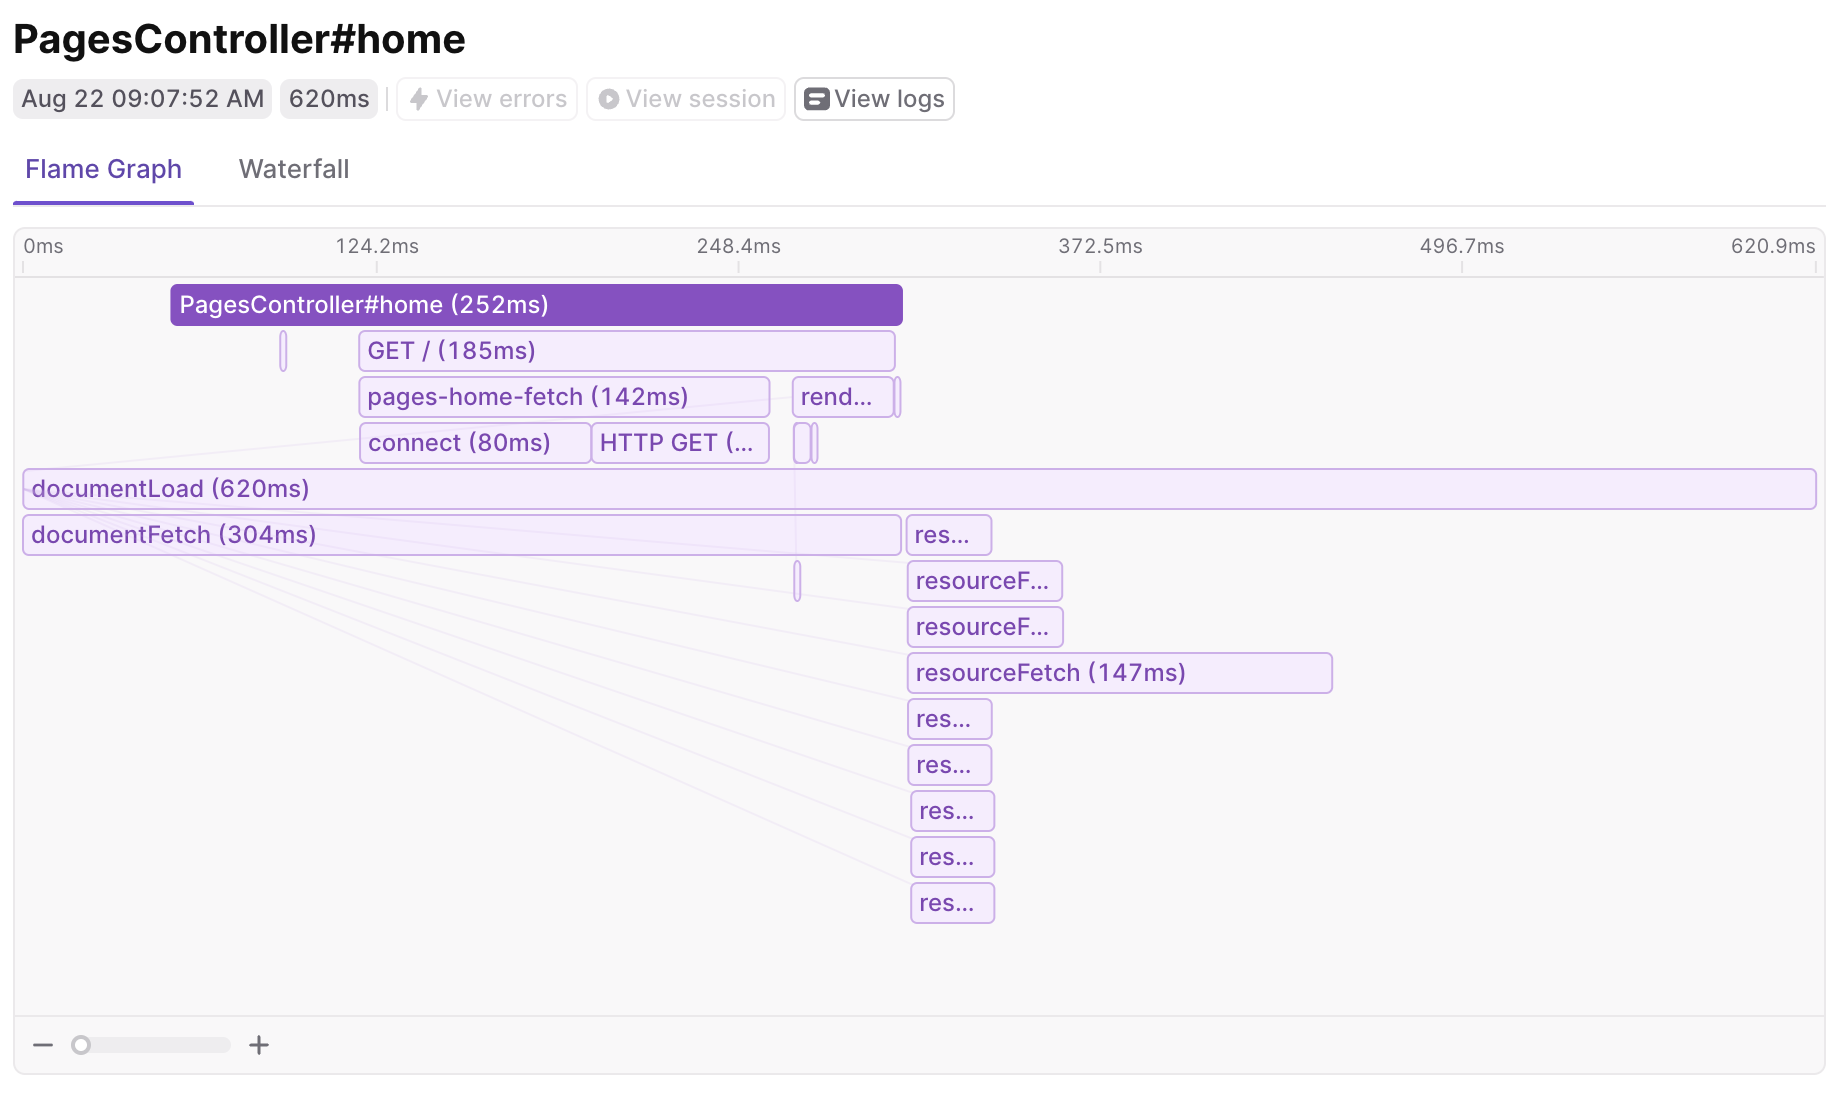 PagesController#home
Aug 22 09:07:52 AM 620ms View errors View session View logs
Flame Graph Waterfall
0ms 124.2ms 248.4ms 372.5ms 496.7ms 620.9ms
PagesController#home (252ms)
GET / (185ms)
pages-home-fetch (142ms) rend...
connect (80ms) HTTP GET (...
documentLoad (620ms)
documentFetch (304ms) res...
resourceF...
resourceF...
resourceFetch (147ms)
res...
res...
res...
res...
res...